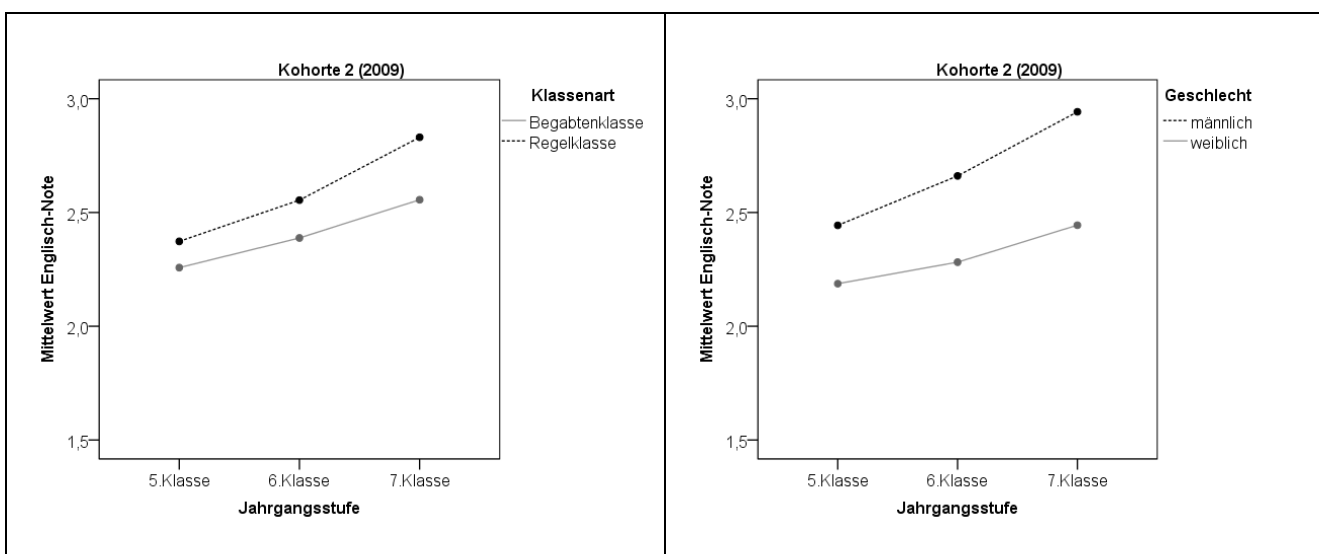 Kohorte 2 (2009)
Klassenart
Begabtenklasse
Regelklasse
Mittelwert Englisch-Note
3,0
2,5
2,0
1,5
5.Klasse 6.Klasse 7.Klasse
Jahrgangsstufe
Kohorte 2 (2009)
Geschlecht
männlich
weiblich
Mittelwert Englisch-Note
3,0
2,5
2,0
1,5
5.Klasse 6.Klasse 7.Klasse
Jahrgangsstufe